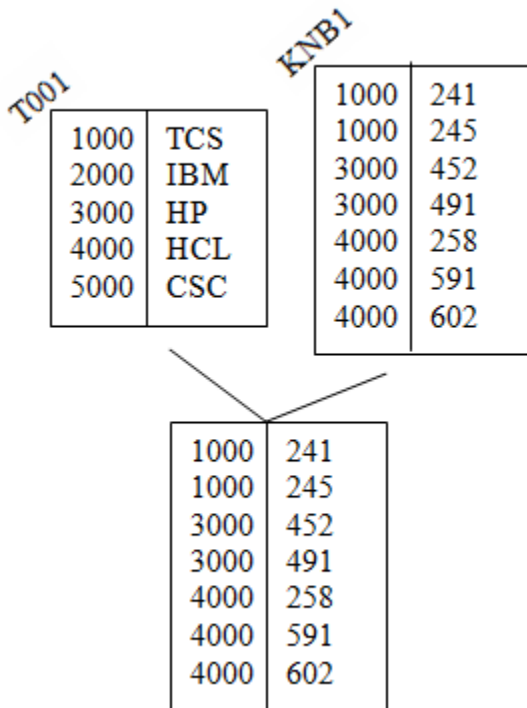 T001
1000 TCS
2000 IBM
3000 HP
4000 HCL
5000 CSC
KNB1
1000 241
1000 245
3000 452
3000 491
4000 258
4000 591
4000 602
1000 241
1000 245
3000 452
3000 491
4000 258
4000 591
4000 602